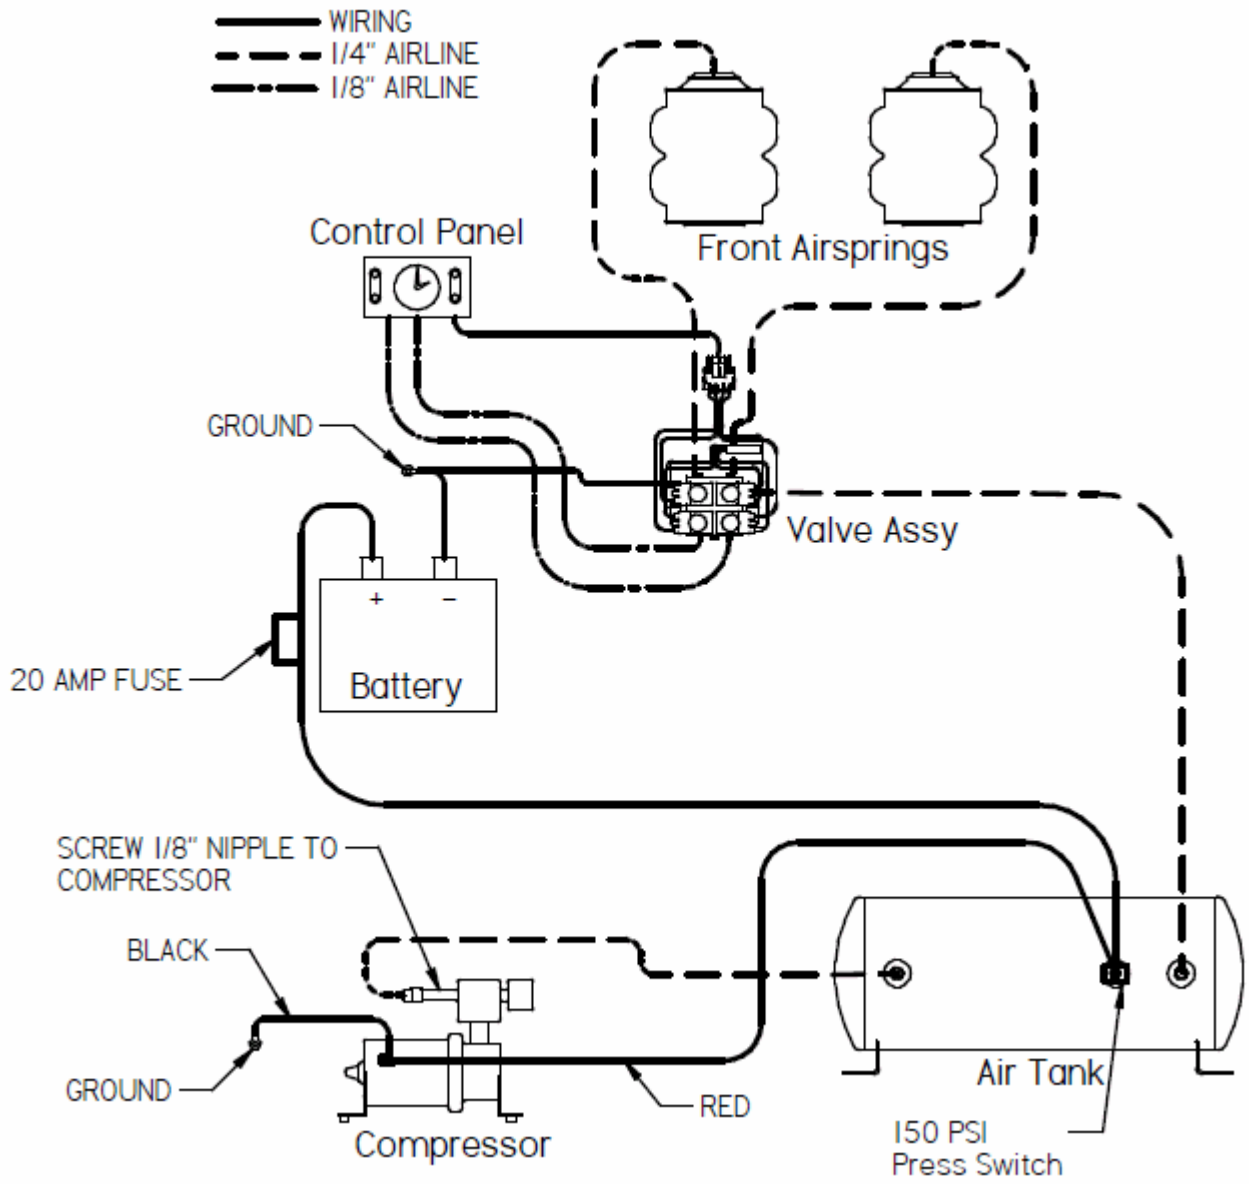 WIRING
1/4" AIRLINE
1/8" AIRLINE
Control Panel
Front Airsprings
GROUND
Valve Assy
+ −
20 AMP FUSE
Battery
SCREW 1/8" NIPPLE TO
COMPRESSOR
BLACK
GROUND
Air Tank
RED
Compressor
150 PSI
Press Switch